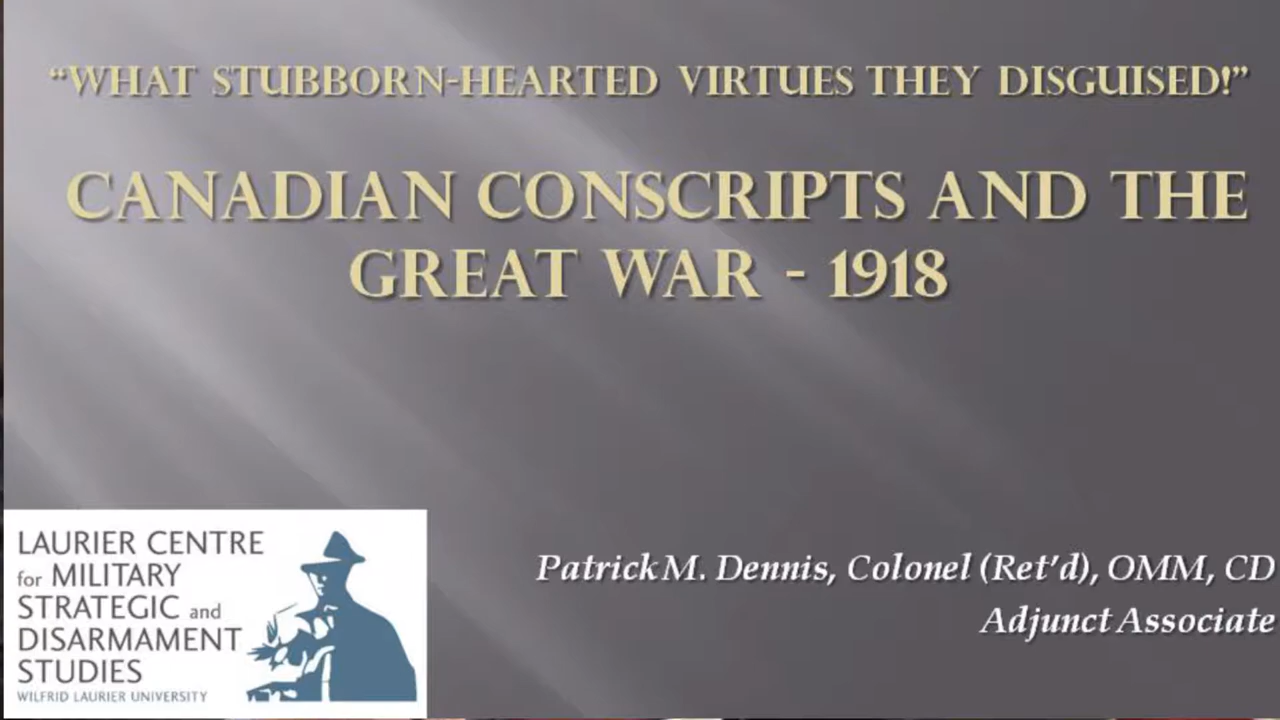 “WHAT STUBBORN-HEARTED VIRTUES THEY DISGUISED!”
CANADIAN CONSCRIPTS AND THE
GREAT WAR - 1918
LAURIER CENTRE
for MILITARY
STRATEGIC and
DISARMAMENT
STUDIES
WILFRID LAURIER UNIVERSITY
Patrick M. Dennis, Colonel (Ret’d), OMM, CD
Adjunct Associate